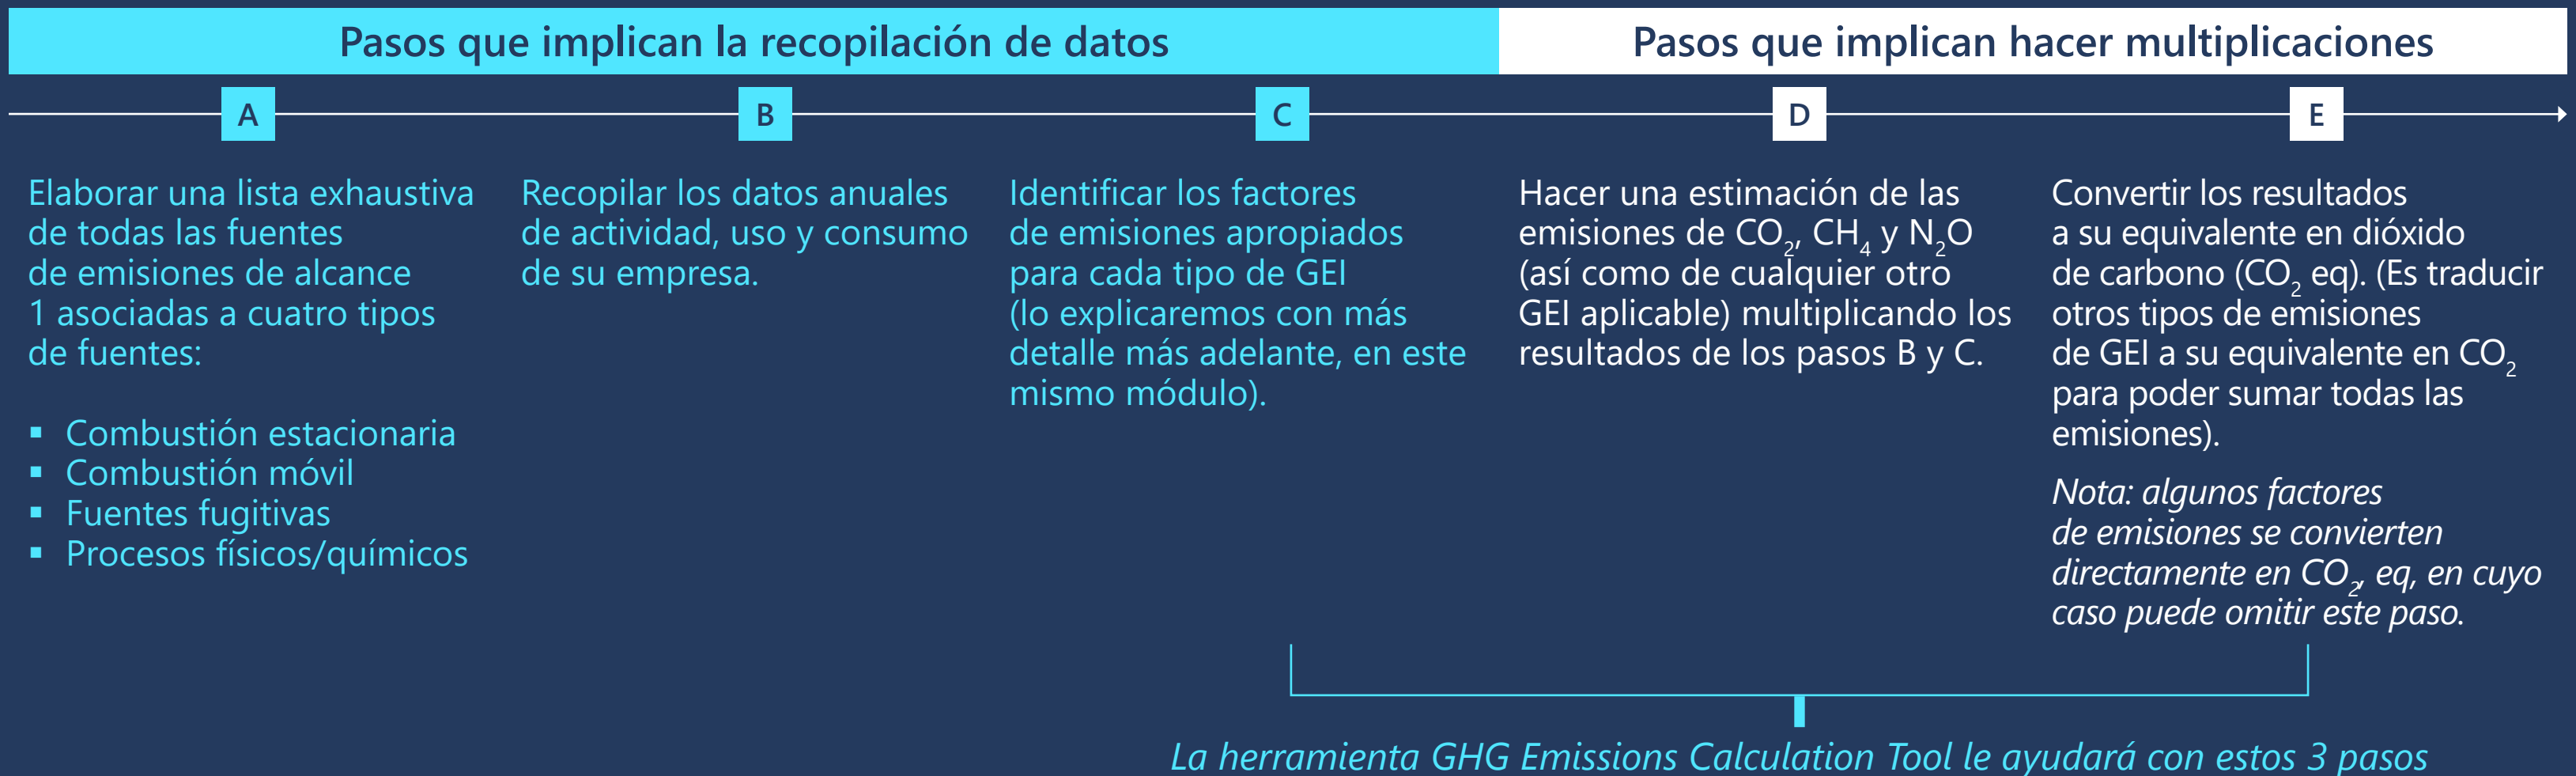 Pasos que implican la recopilación de datos
Pasos que implican hacer multiplicaciones
A
B
C
D
E
Elaborar una lista exhaustiva
de todas las fuentes
de emisiones de alcance
1 asociadas a cuatro tipos
de fuentes:
▪ Combustión estacionaria
▪ Combustión móvil
▪ Fuentes fugitivas
▪ Procesos físicos/químicos
Recopilar los datos anuales
de actividad, uso y consumo
de su empresa.
Identificar los factores
de emisiones apropiados
para cada tipo de GEI
(lo explicaremos con más
detalle más adelante, en este
mismo módulo).
Hacer una estimación de las
emisiones de CO₂, CH₄ y N₂O
(así como de cualquier otro
GEI aplicable) multiplicando los
resultados de los pasos B y C.
Convertir los resultados
a su equivalente en dióxido
de carbono (CO₂ eq). (Es traducir
otros tipos de emisiones
de GEI a su equivalente en CO₂
para poder sumar todas las
emisiones).
Nota: algunos factores
de emisiones se convierten
directamente en CO₂, eq, en cuyo
caso puede omitir este paso.
La herramienta GHG Emissions Calculation Tool le ayudará con estos 3 pasos